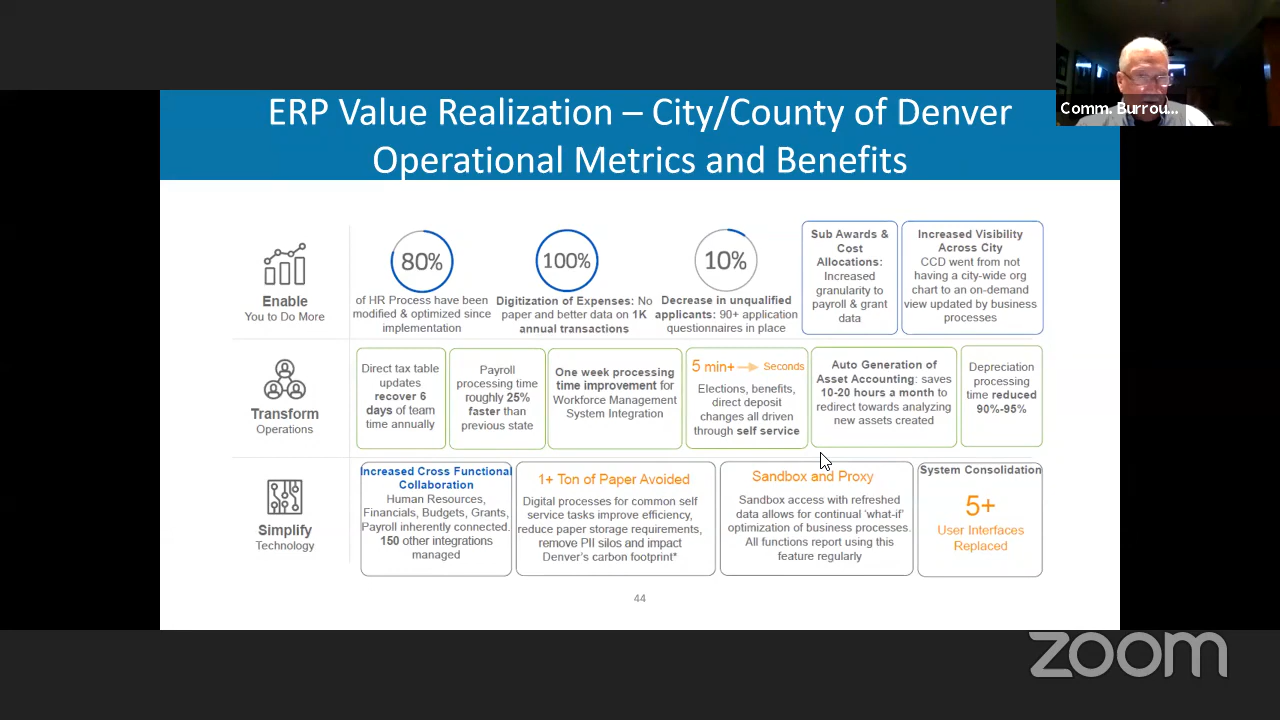 Comm. Burrou...
ERP Value Realization – City/County of Denver
Operational Metrics and Benefits
Enable
You to Do More
80%
of HR Process have been
modified & optimized since
implementation
100%
Digitization of Expenses: No
paper and better data on 1K
annual transactions
10%
Decrease in unqualified
applicants: 90+ application
questionnaires in place
Sub Awards &
Cost
Allocations:
Increased
granularity to
payroll & grant
data
Increased Visibility
Across City
CCD went from not
having a city-wide org
chart to an on-demand
view updated by business
processes
Transform
Operations
Direct tax table
updates
recover 6
days of team
time annually
Payroll
processing time
roughly 25%
faster than
previous state
One week processing
time improvement for
Workforce Management
System Integration
5 min+ Seconds
Elections, benefits,
direct deposit
changes all driven
through self service
Auto Generation of
Asset Accounting: saves
10-20 hours a month to
redirect towards analyzing
new assets created
Depreciation
processing
time reduced
90%-95%
Simplify
Technology
Increased Cross Functional
Collaboration
Human Resources,
Financials, Budgets, Grants,
Payroll inherently connected.
150 other integrations
managed
1+ Ton of Paper Avoided
Digital processes for common self
service tasks improve efficiency,
reduce paper storage requirements,
remove PII silos and impact
Denver's carbon footprint*
Sandbox and Proxy
Sandbox access with refreshed
data allows for continual 'what-if'
optimization of business processes.
All functions report using this
feature regularly
System Consolidation
5+
User Interfaces
Replaced
44
zoom